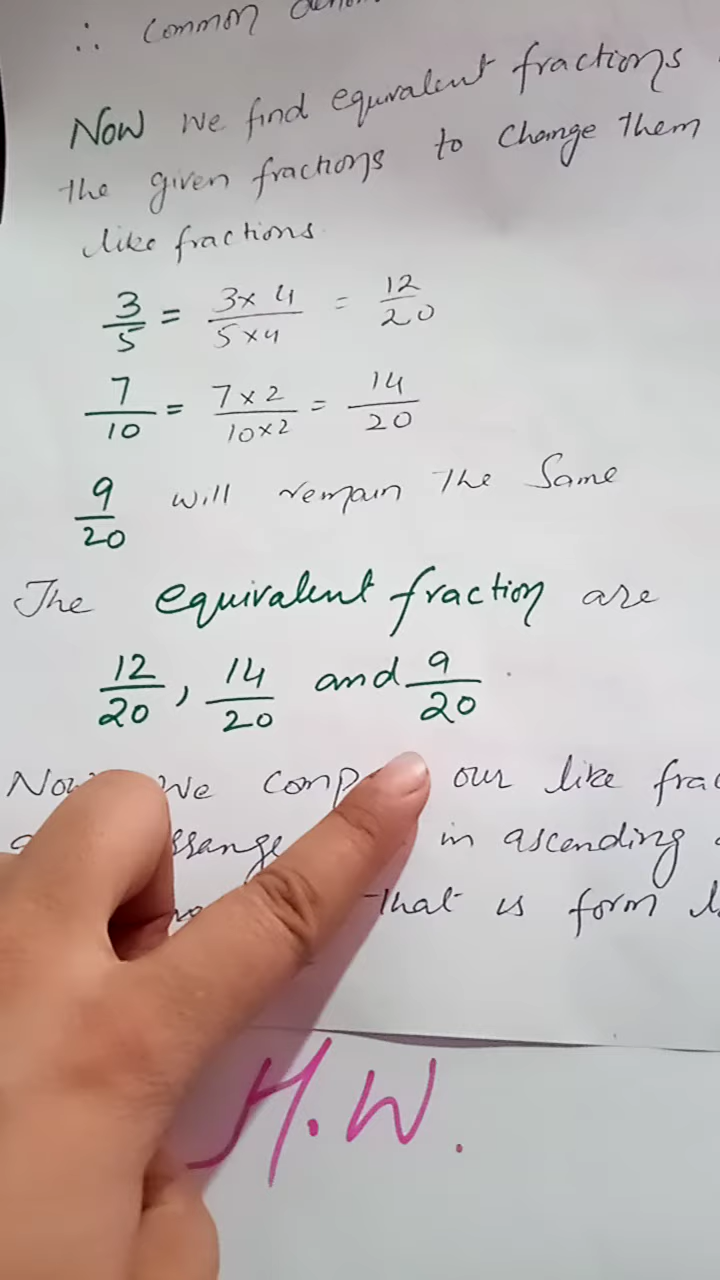 ∴ Common
Now we find equivalent fractions
the given fractions to change them
like fractions.
3/5 = 3×4/5×4 = 12/20
7/10 = 7×2/10×2 = 14/20
9/20 will remain the same
The equivalent fraction are
12/20, 14/20 and 9/20.
We our like
in ascending
that is form
H.W.